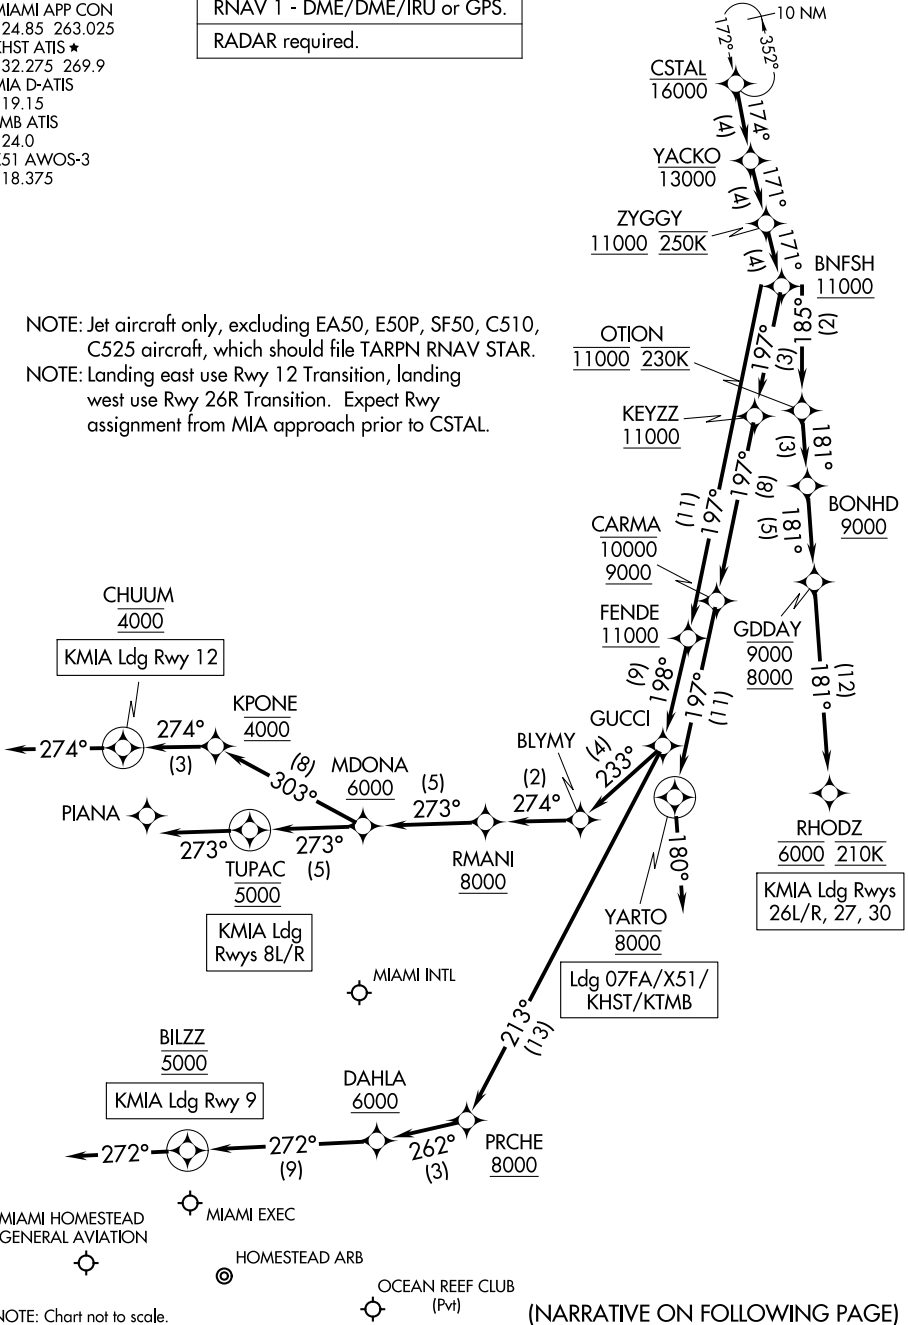 MIAMI APP CON
24.85 263.025
HST ATIS ★
32.275 269.9
MIA D-ATIS
19.15
MB ATIS
24.0
51 AWOS-3
18.375
RNAV 1 - DME/DME/IRU or GPS.
RADAR required.
10 NM
172°
352°
CSTAL
16000
174°
(4)
YACKO
13000
171°
(4)
ZYGGY
11000 250K
171°
(4)
BNFSH
11000
NOTE: Jet aircraft only, excluding EA50, E50P, SF50, C510,
C525 aircraft, which should file TARPN RNAV STAR.
NOTE: Landing east use Rwy 12 Transition, landing
west use Rwy 26R Transition. Expect Rwy
assignment from MIA approach prior to CSTAL.
185°
(2)
197°
(3)
OTION
11000 230K
KEYZZ
11000
181°
(3)
197°
(8)
197°
(11)
BONHD
9000
181°
(5)
CARMA
10000
9000
FENDE
11000
GDDAY
9000
8000
181°
(12)
198°
(9)
197°
(11)
CHUUM
4000
KMIA Ldg Rwy 12
KPONE
4000
GUCCI
BLYMY
233°
(4)
274°
274°
(3)
303°
(8)
MDONA
6000
273°
(5)
274°
(2)
PIANA
273°
TUPAC
5000
273°
(5)
RMANI
8000
180°
RHODZ
6000 210K
KMIA Ldg Rwys
26L/R, 27, 30
KMIA Ldg
Rwys 8L/R
YARTO
8000
Ldg 07FA/X51/
KHST/KTMB
MIAMI INTL
213°
(13)
BILZZ
5000
KMIA Ldg Rwy 9
DAHLA
6000
272°
272°
(9)
262°
(3)
PRCHE
8000
MIAMI EXEC
MIAMI HOMESTEAD
GENERAL AVIATION
HOMESTEAD ARB
OCEAN REEF CLUB
(Pvt)
NOTE: Chart not to scale.
(NARRATIVE ON FOLLOWING PAGE)